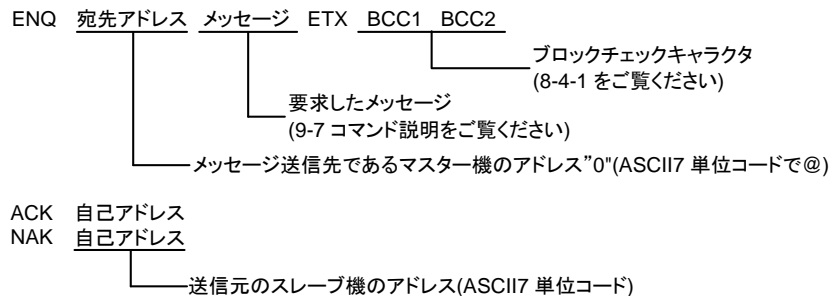 ENQ 宛先アドレス メッセージ ETX BCC1 BCC2
ブロックチェックキャラクタ
(8-4-1 をご覧ください)
要求したメッセージ
(9-7 コマンド説明をご覧ください)
メッセージ送信先であるマスター機のアドレス”0"(ASCII7 単位コードで@)
ACK 自己アドレス
NAK 自己アドレス
送信元のスレーブ機のアドレス(ASCII7 単位コード)